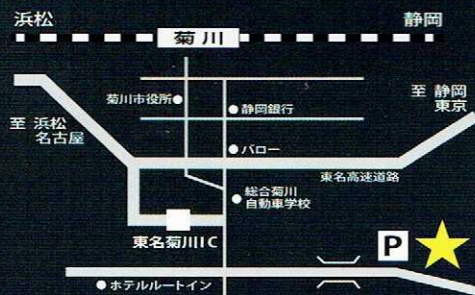 浜松
静岡
菊川
至 静岡
東京
菊川市役所
静岡銀行
至 浜松
名古屋
バロー
東名高速道路
総合菊川
自動車学校
東名菊川IC
P
ホテルルートイン